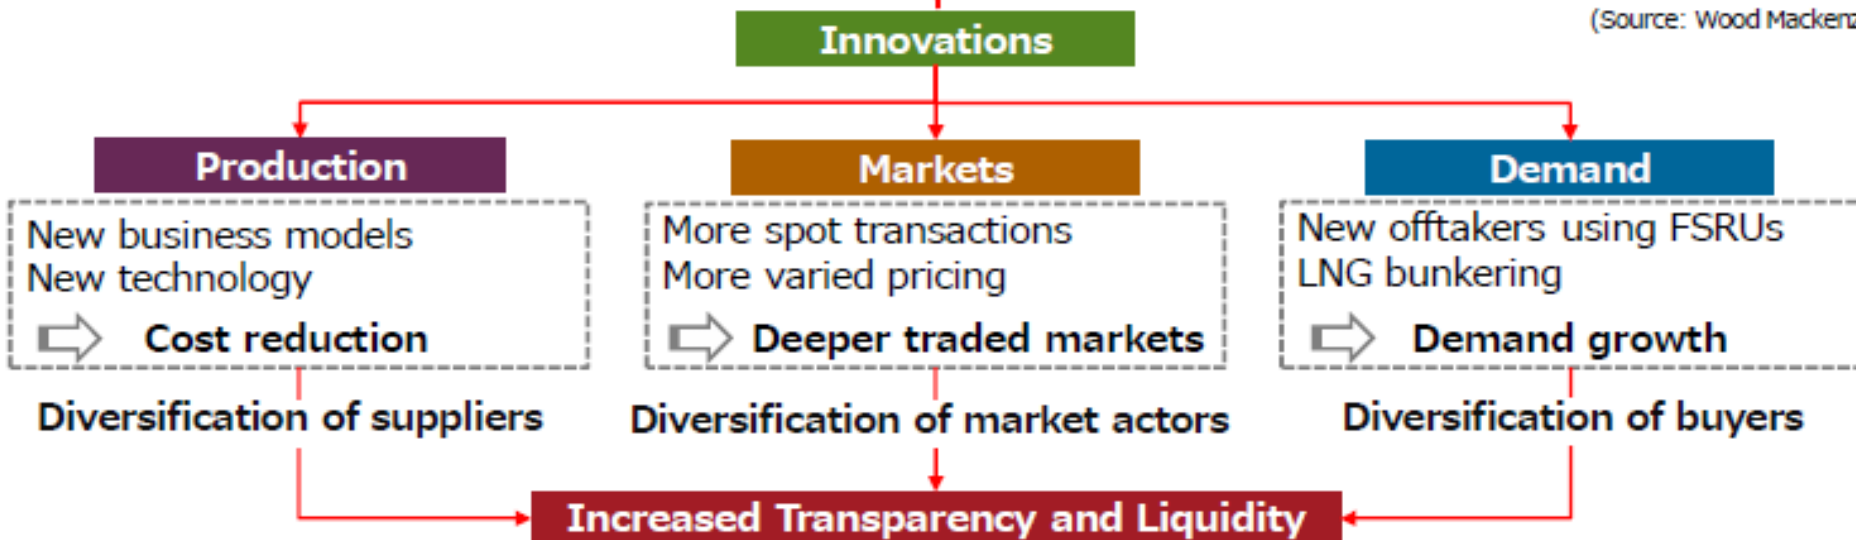 (Source: Wood Mackenz
Innovations
Production
Markets
Demand
New business models
New technology
Cost reduction
More spot transactions
More varied pricing
Deeper traded markets
New offtakers using FSRUs
LNG bunkering
Demand growth
Diversification of suppliers
Diversification of market actors
Diversification of buyers
Increased Transparency and Liquidity